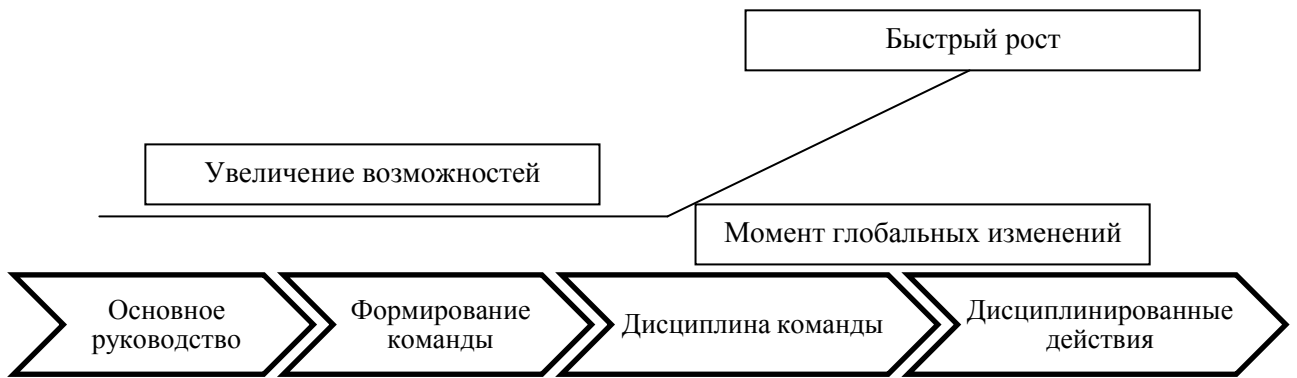 Быстрый рост
Увеличение возможностей
Момент глобальных изменений
Основное
руководство
Формирование
команды
Дисциплина команды
Дисциплинированные
действия